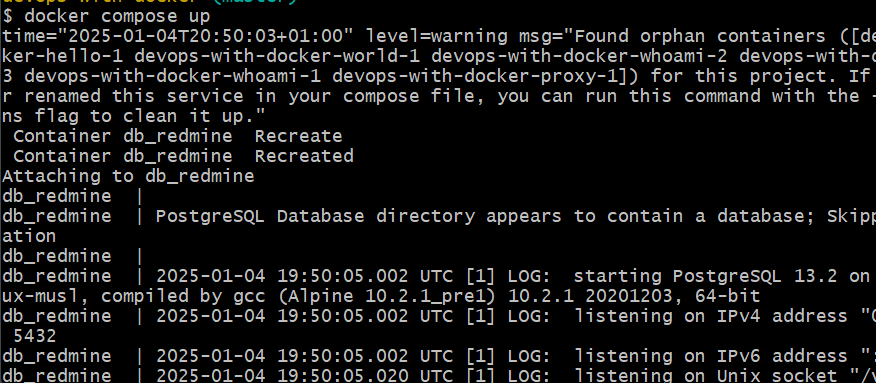 devops-with-docker (master)
$ docker compose up
time="2025-01-04T20:50:03+01:00" level=warning msg="Found orphan containers ([de
ker-hello-1 devops-with-docker-world-1 devops-with-docker-whoami-2 devops-with-d
3 devops-with-docker-whoami-1 devops-with-docker-proxy-1]) for this project. If
r renamed this service in your compose file, you can run this command with the -
ns flag to clean it up."
Container db_redmine  Recreate
Container db_redmine  Recreated
Attaching to db_redmine
db_redmine  |
db_redmine  | PostgreSQL Database directory appears to contain a database; Skipp
ation
db_redmine  |
db_redmine  | 2025-01-04 19:50:05.002 UTC [1] LOG:  starting PostgreSQL 13.2 on
ux-musl, compiled by gcc (Alpine 10.2.1_pre1) 10.2.1 20201203, 64-bit
db_redmine  | 2025-01-04 19:50:05.002 UTC [1] LOG:  listening on IPv4 address "0
5432
db_redmine  | 2025-01-04 19:50:05.002 UTC [1] LOG:  listening on IPv6 address ":
db_redmine  | 2025-01-04 19:50:05.020 UTC [1] LOG:  listening on Unix socket "/v